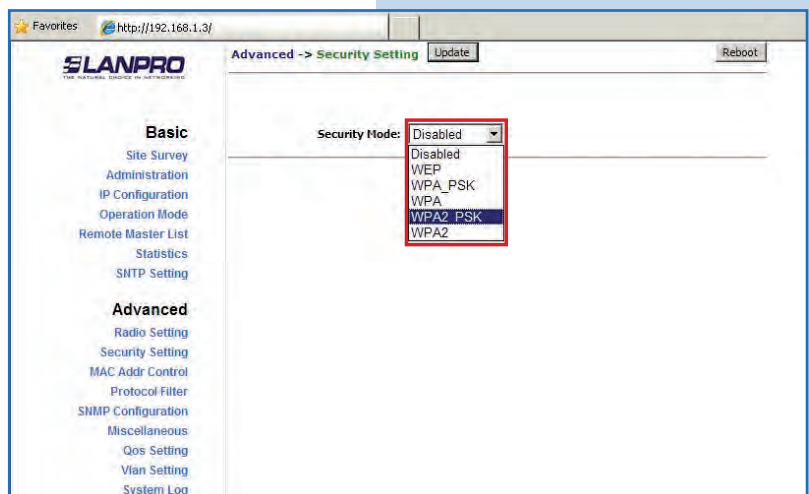 Favorites http://192.168.1.3/
LANPRO
THE NATURAL CHOICE IN NETWORKING
Advanced -> Security Setting Update Reboot
Security Mode: Disabled
Disabled
WEP
WPA_PSK
WPA
WPA2_PSK
WPA2
Basic
Site Survey
Administration
IP Configuration
Operation Mode
Remote Master List
Statistics
SNTP Setting
Advanced
Radio Setting
Security Setting
MAC Addr Control
Protocol Filter
SNMP Configuration
Miscellaneous
Qos Setting
Vlan Setting
System Log